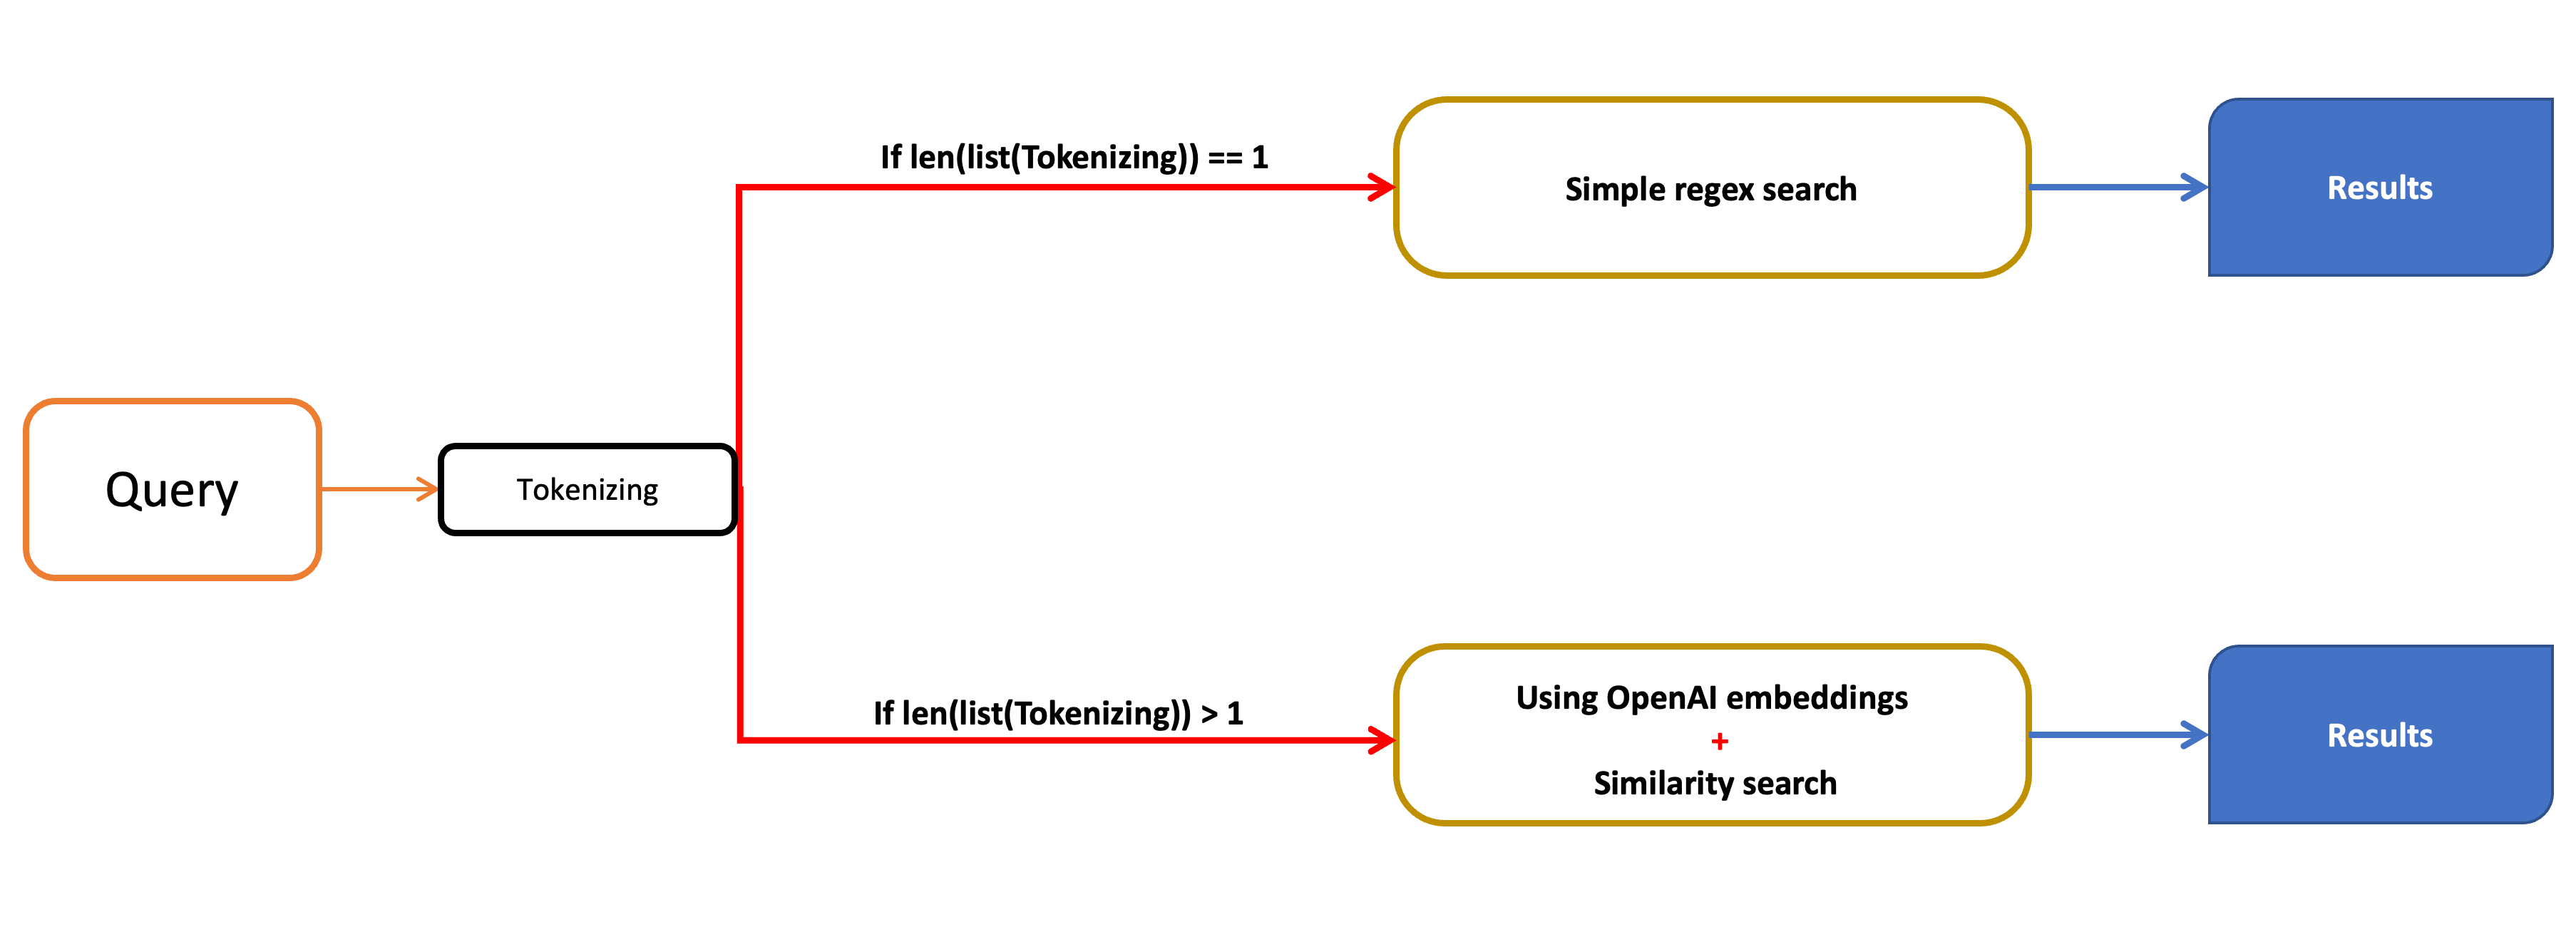 Query
Tokenizing
If len(list(Tokenizing)) == 1
Simple regex search
Results
If len(list(Tokenizing)) > 1
Using OpenAI embeddings
+
Similarity search
Results